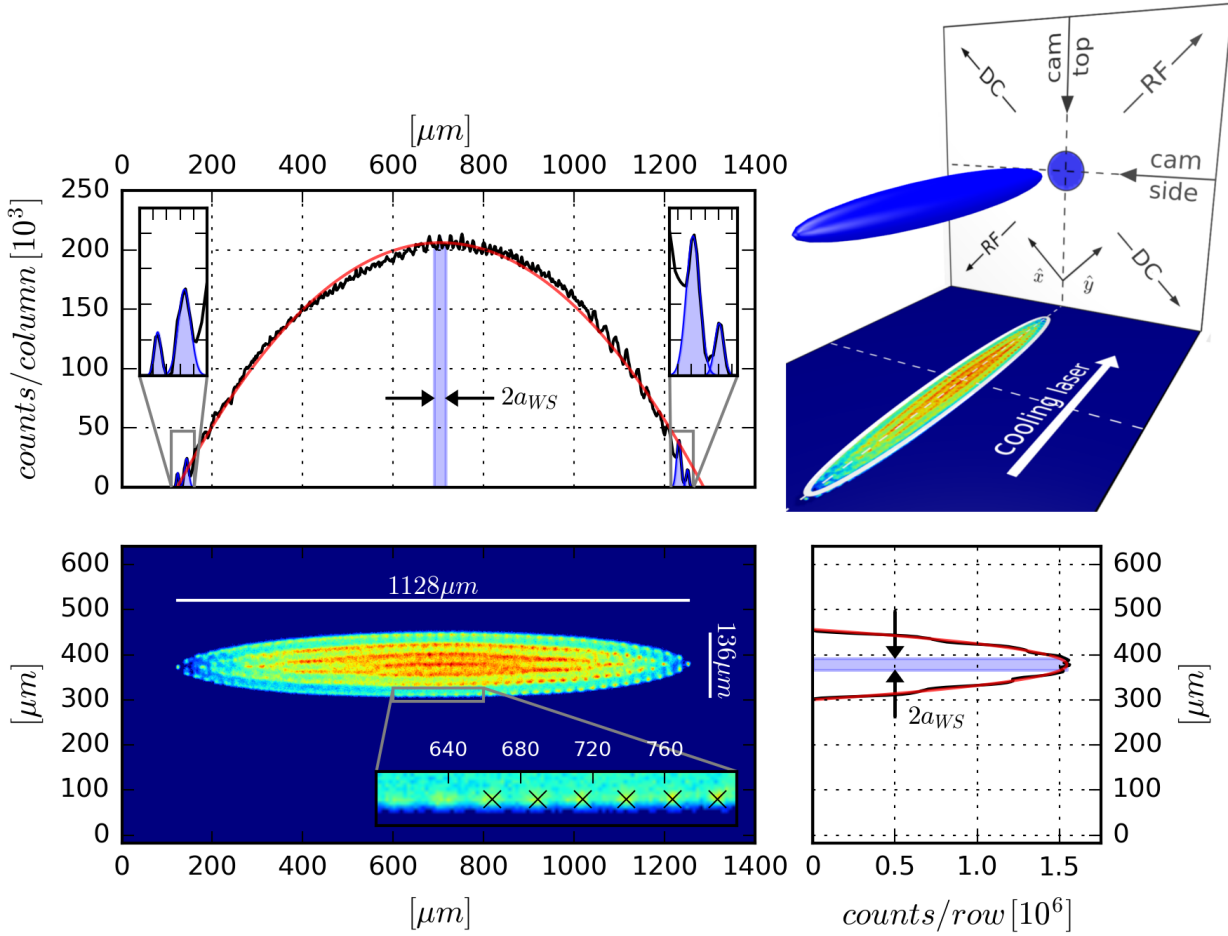 [μm]
0 200 400 600 800 1000 1200 1400
counts/column [10³]
250
200
150
100
50
0
2a_WS
DC
cam
top
RF
cam
side
RF
x̂
ŷ
DC
cooling laser
[μm]
600
500
400
300
200
100
0
1128μm
136μm
640 680 720 760
0 200 400 600 800 1000 1200 1400
[μm]
2a_WS
600
500
400
300
200
100
0
[μm]
0 0.5 1.0 1.5
counts/row [10⁶]